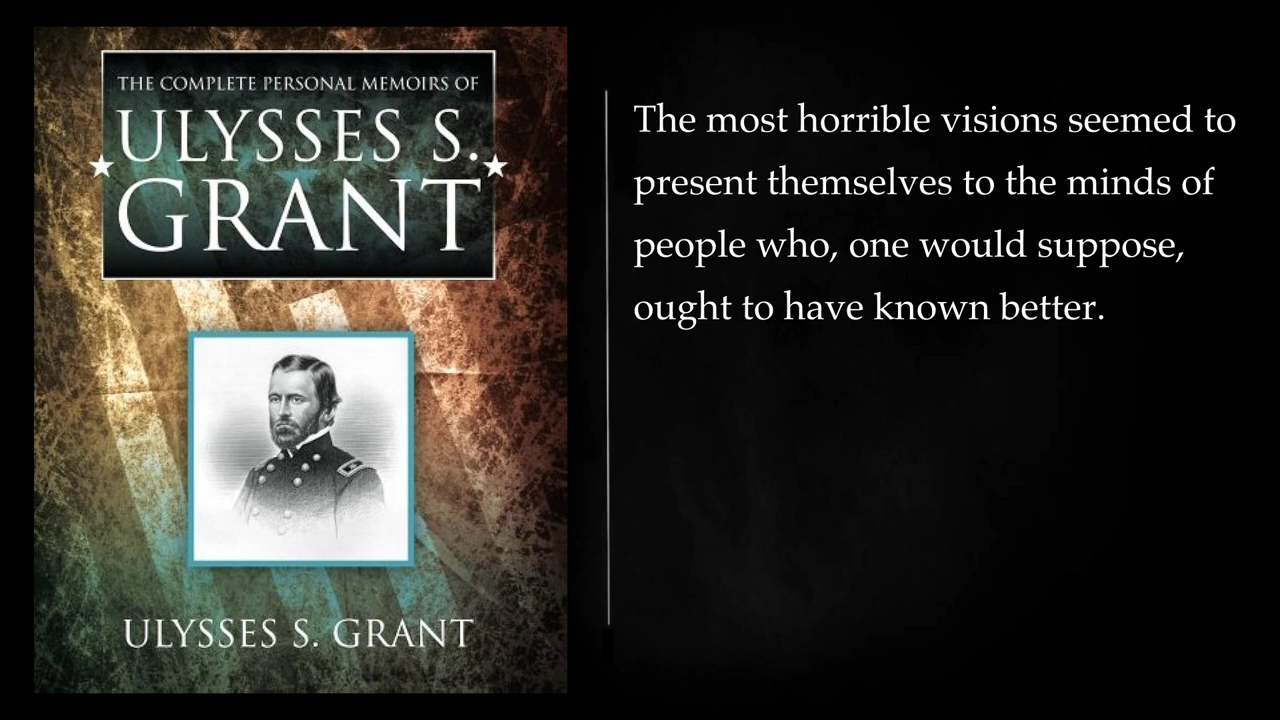 THE COMPLETE PERSONAL MEMOIRS OF
ULYSSES S.
GRANT
ULYSSES S. GRANT
The most horrible visions seemed to
present themselves to the minds of
people who, one would suppose,
ought to have known better.